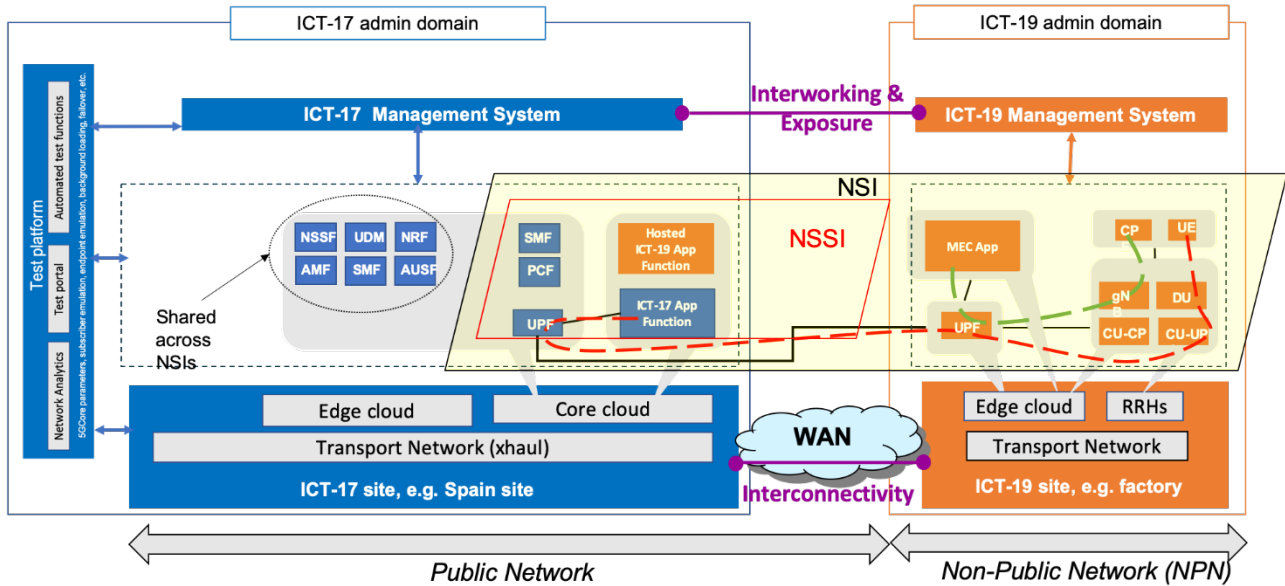 ICT-17 admin domain
ICT-19 admin domain
Test platform
Automated test functions
Test portal
Network Analytics
5GCore parameters, subscriber emulation, endpoint emulation, background loading, failover, etc.
ICT-17 Management System
Interworking &
Exposure
ICT-19 Management System
NSI
NSSI
NSSF
UDM
NRF
AMF
SMF
AUSF
Shared
across
NSIs
SMF
PCF
UPF
Hosted
ICT-19 App
Function
ICT-17 App
Function
MEC App
UPF
CP
UE
gN
B
DU
CU-CP
CU-UP
Edge cloud
Core cloud
Transport Network (xhaul)
ICT-17 site, e.g. Spain site
WAN
Interconnectivity
Edge cloud
RRHs
Transport Network
ICT-19 site, e.g. factory
Public Network
Non-Public Network (NPN)